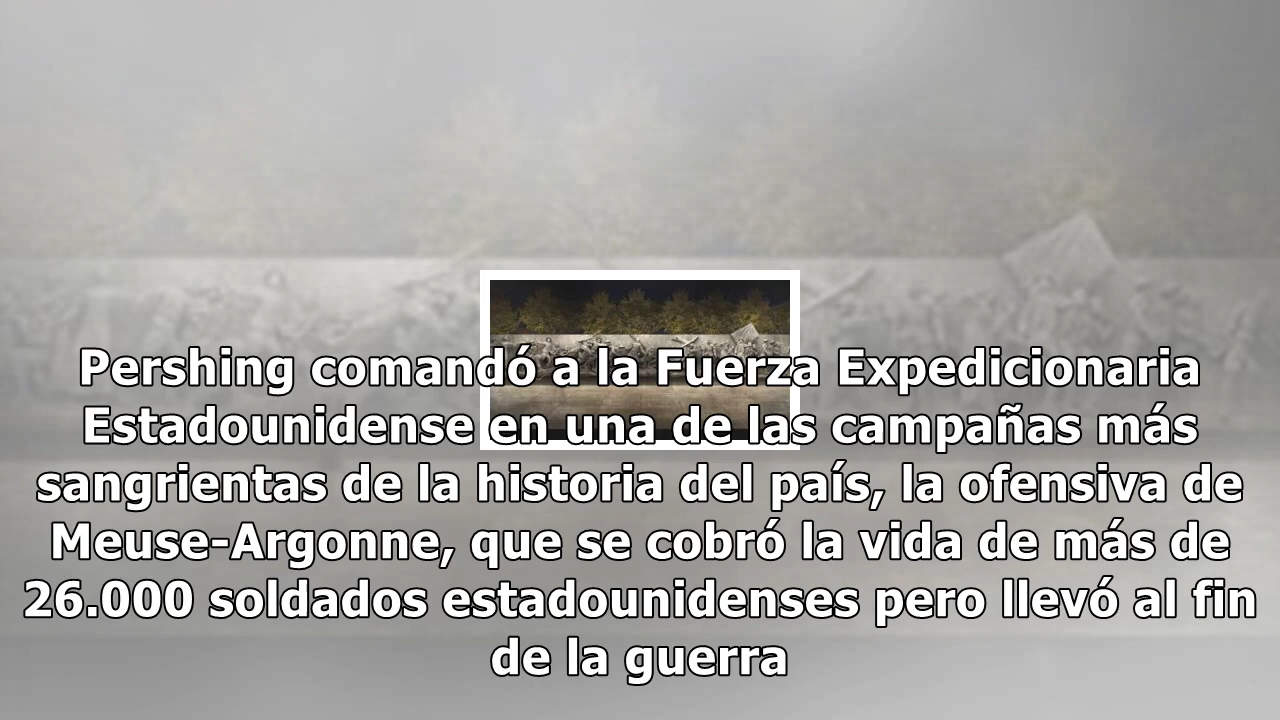 Pershing comandó a la Fuerza Expedicionaria
Estadounidense en una de las campañas más
sangrientas de la historia del país, la ofensiva de
Meuse-Argonne, que se cobró la vida de más de
26.000 soldados estadounidenses pero llevó al fin
de la guerra